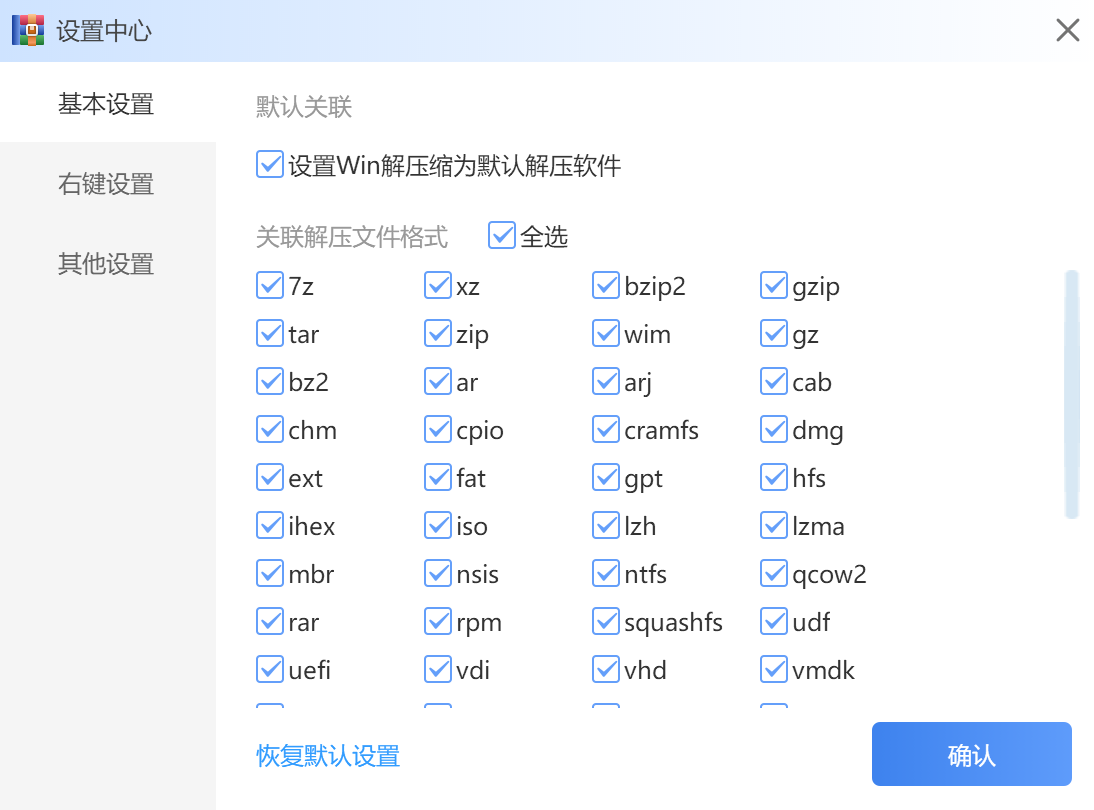 设置中心
基本设置
右键设置
其他设置
默认关联
设置Win解压缩为默认解压软件
关联解压文件格式 全选
7z xz bzip2 gzip
tar zip wim gz
bz2 ar arj cab
chm cpio cramfs dmg
ext fat gpt hfs
ihex iso lzh lzma
mbr nsis ntfs qcow2
rar rpm squashfs udf
uefi vdi vhd vmdk
恢复默认设置
确认